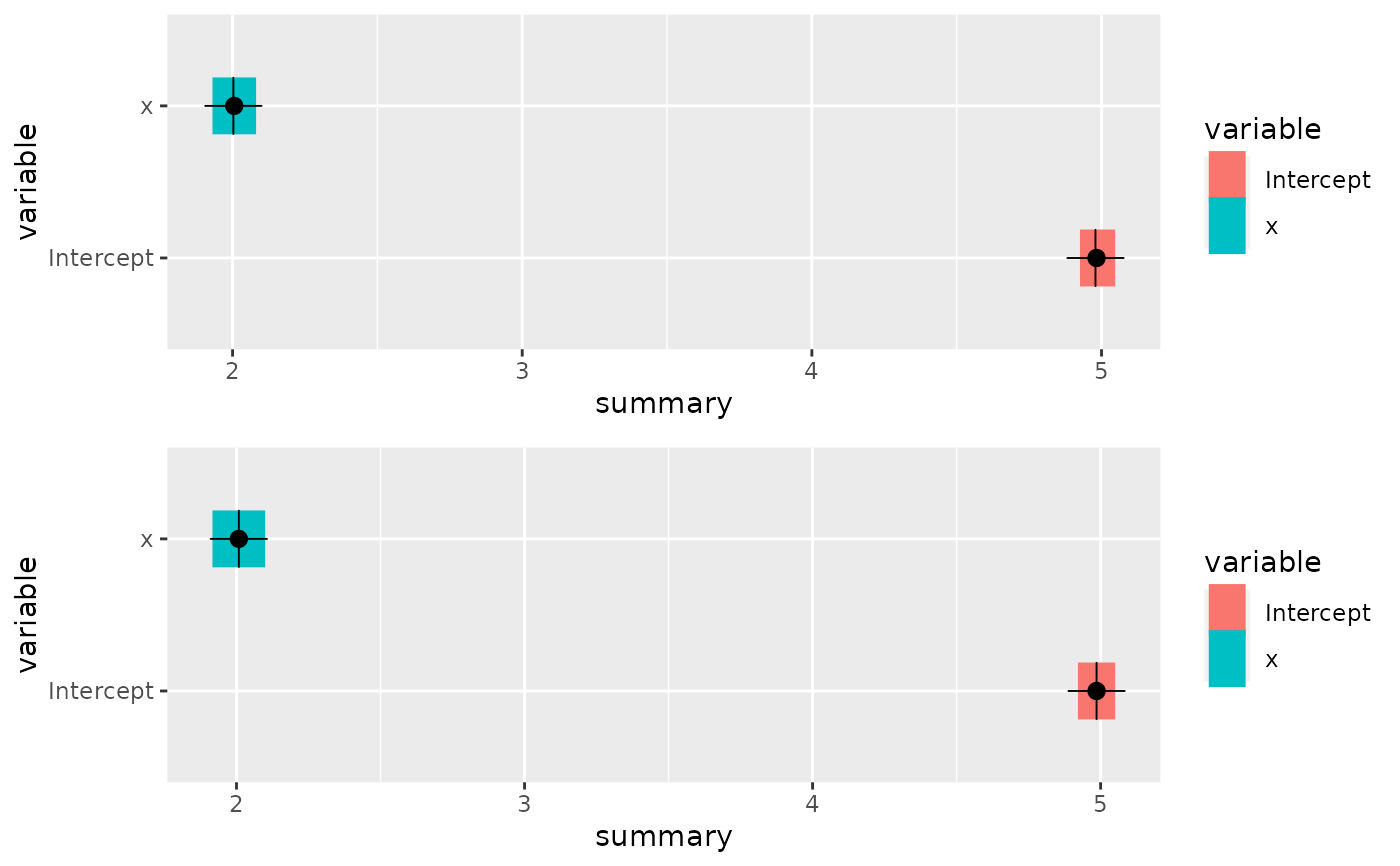 variable
x
Intercept
2 3 4 5
summary
variable
Intercept
x
variable
x
Intercept
2 3 4 5
summary
variable
Intercept
x